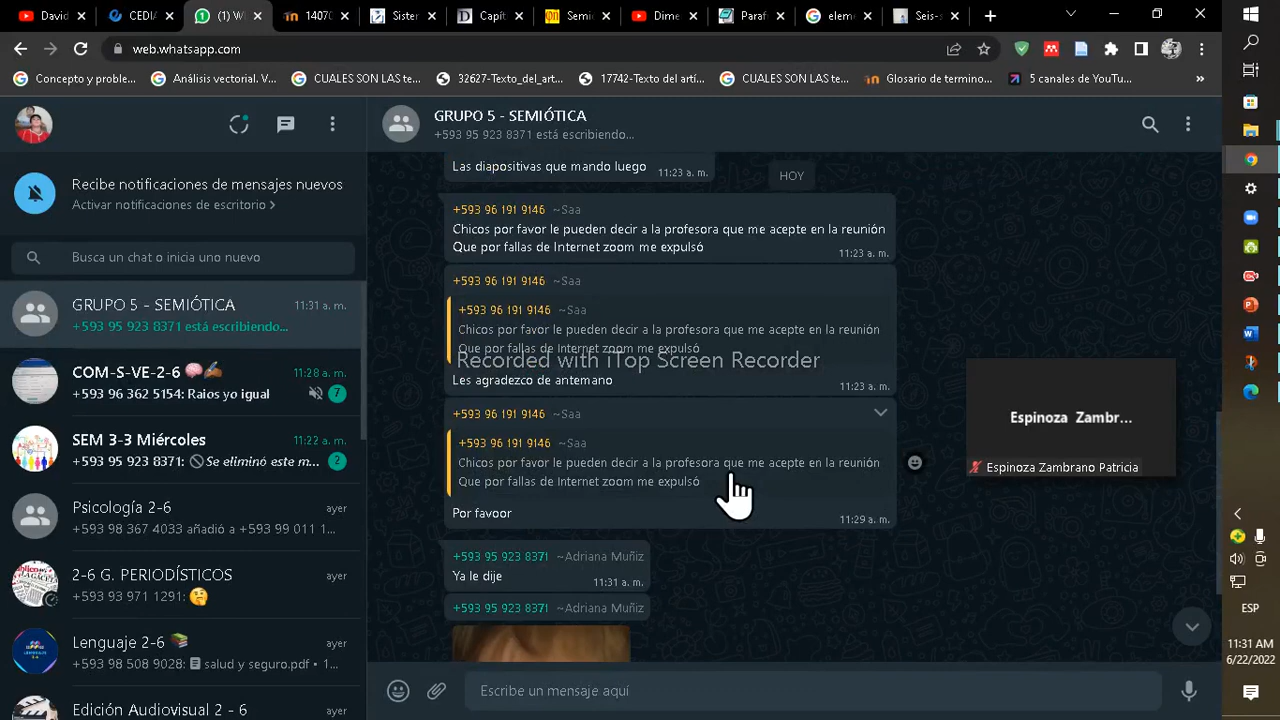 David
CEDIA
(1) W
14070
Sister
Capít
Semi
Dime
Paraf
elem
Seis-s
web.whatsapp.com
Concepto y proble...
Análisis vectorial. V...
CUALES SON LAS te...
32627-Texto_del_art...
17742-Texto del artí...
CUALES SON LAS te...
Glosario de termino...
5 canales de YouTu...
Recibe notificaciones de mensajes nuevos
Activar notificaciones de escritorio
Busca un chat o inicia uno nuevo
GRUPO 5 - SEMIÓTICA 11:31 a. m.
+593 95 923 8371 está escribiendo...
COM-S-VE-2-6 11:28 a. m.
+593 96 362 5154: Raios yo igual 7
SEM 3-3 Miércoles 11:22 a. m.
+593 95 923 8371: Se eliminó este m... 2
Psicología 2-6 ayer
+593 98 367 4033 añadió a +593 99 011 1...
2-6 G. PERIODÍSTICOS ayer
+593 93 971 1291:
Lenguaje 2-6 ayer
+593 98 508 9028: salud y seguro.pdf • 1...
Edición Audiovisual 2 - 6 ayer
GRUPO 5 - SEMIÓTICA
+593 95 923 8371 está escribiendo...
Las diapositivas que mando luego 11:23 a. m.
HOY
+593 96 191 9146 ~Saa
Chicos por favor le pueden decir a la profesora que me acepte en la reunión
Que por fallas de Internet zoom me expulsó 11:23 a. m.
+593 96 191 9146 ~Saa
+593 96 191 9146 ~Saa
Chicos por favor le pueden decir a la profesora que me acepte en la reunión
Que por fallas de Internet zoom me expulsó
Recorded with iTop Screen Recorder
Les agradezco de antemano 11:23 a. m.
+593 96 191 9146 ~Saa
+593 96 191 9146 ~Saa
Chicos por favor le pueden decir a la profesora que me acepte en la reunión
Que por fallas de Internet zoom me expulsó
Por favoor 11:29 a. m.
+593 95 923 8371 ~Adriana Muñiz
Ya le dije 11:31 a. m.
+593 95 923 8371 ~Adriana Muñiz
Escribe un mensaje aquí
Espinoza Zambr...
Espinoza Zambrano Patricia
ESP
11:31 AM
6/22/2022